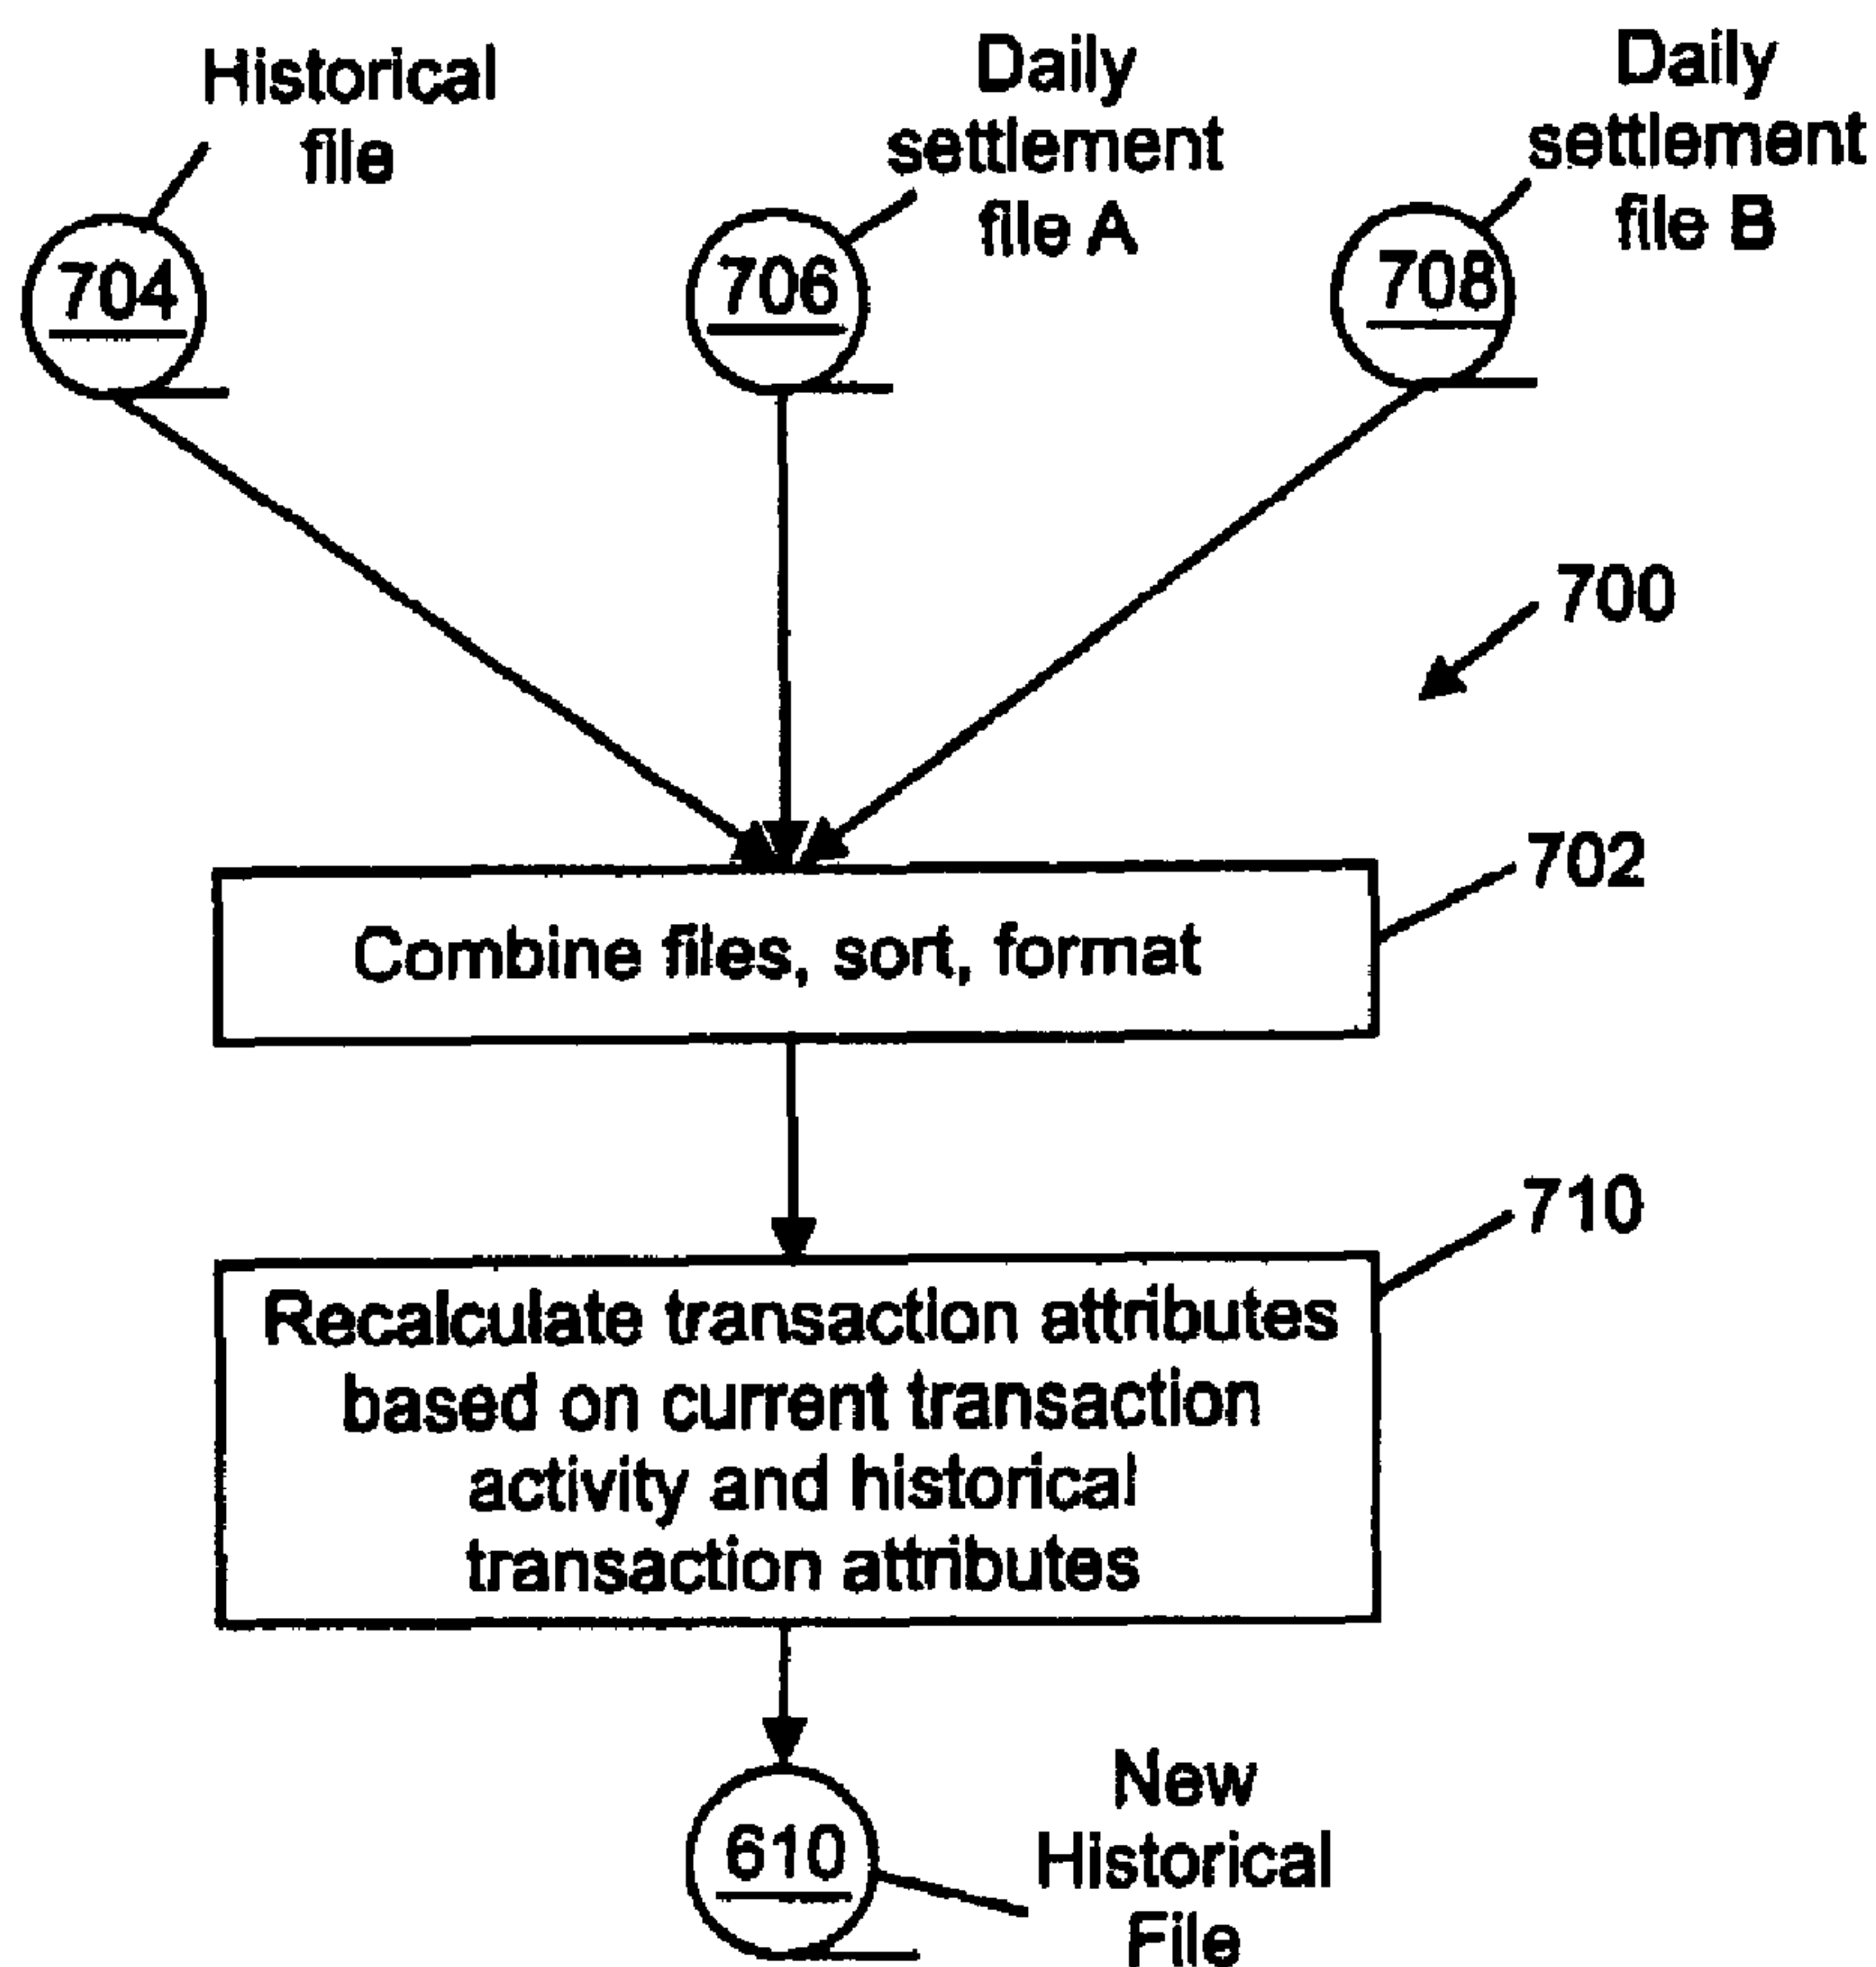 Historical
file
Daily
settlement
file A
Daily
settlement
file B
704
706
708
700
702
Combine files, sort, format
710
Recalculate transaction attributes
based on current transaction
activity and historical
transaction attributes
610
New
Historical
File